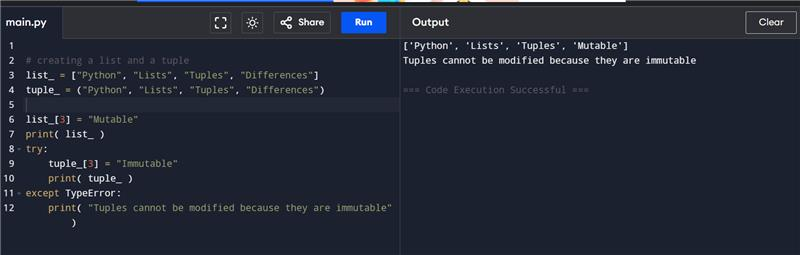 main.py
Share
Run
Output
Clear
1
2 # creating a list and a tuple
3 list_ = ["Python", "Lists", "Tuples", "Differences"]
4 tuple_ = ("Python", "Lists", "Tuples", "Differences")
5
6 list_[3] = "Mutable"
7 print( list_ )
8 try:
9     tuple_[3] = "Immutable"
10     print( tuple_ )
11 except TypeError:
12     print( "Tuples cannot be modified because they are immutable"
        )
['Python', 'Lists', 'Tuples', 'Mutable']
Tuples cannot be modified because they are immutable
=== Code Execution Successful ===